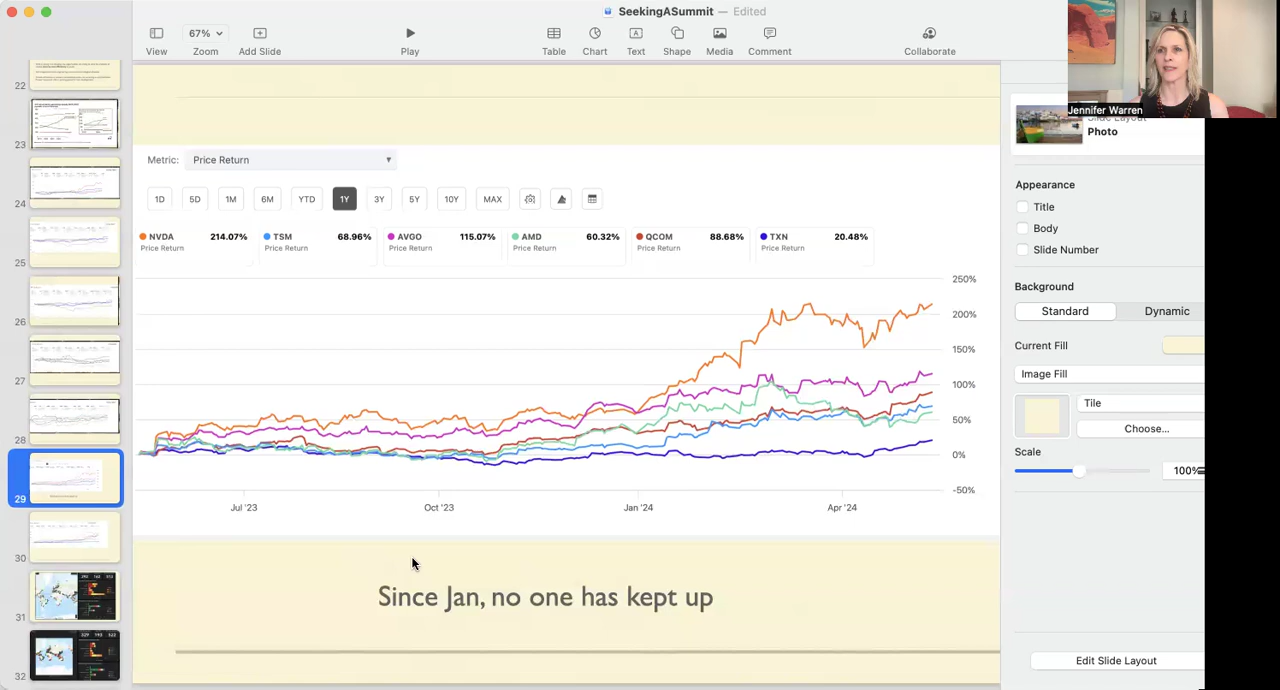 SeekingASummit — Edited
67%
View
Zoom
Add Slide
Play
Table
Chart
Text
Shape
Media
Comment
Collaborate
Jennifer Warren
22
23
24
25
26
27
28
29
30
31
32
Metric:
Price Return
1D
5D
1M
6M
YTD
1Y
3Y
5Y
10Y
MAX
NVDA 214.07%
Price Return
TSM 68.96%
Price Return
AVGO 115.07%
Price Return
AMD 60.32%
Price Return
QCOM 88.68%
Price Return
TXN 20.48%
Price Return
250%
200%
150%
100%
50%
0%
-50%
Jul '23
Oct '23
Jan '24
Apr '24
Since Jan, no one has kept up
Slide Layout
Photo
Appearance
Title
Body
Slide Number
Background
Standard
Dynamic
Current Fill
Image Fill
Tile
Choose...
Scale
100%
Edit Slide Layout